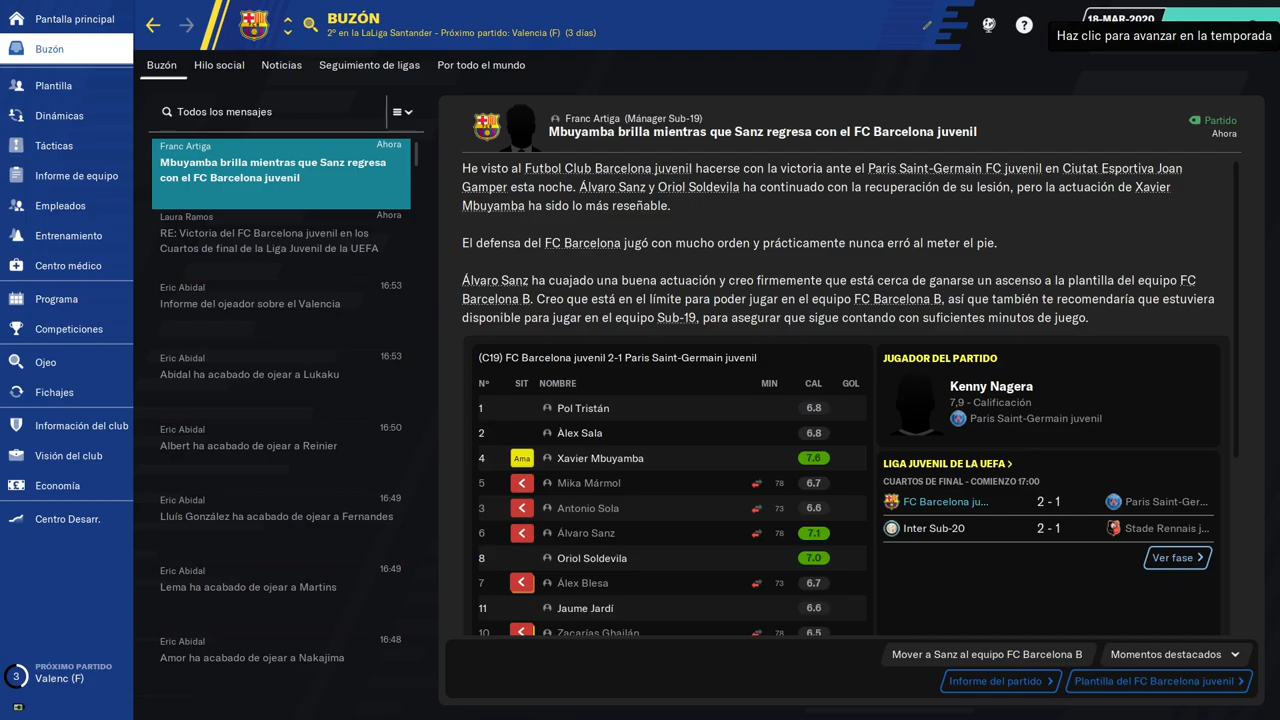 Pantalla principal
Buzón
Plantilla
Dinámicas
Tácticas
Informe de equipo
Empleados
Entrenamiento
Centro médico
Programa
Competiciones
Ojeo
Fichajes
Información del club
Visión del club
Economía
Centro Desarr.
3
PRÓXIMO PARTIDO
Valenc (F)
BUZÓN
2º en la LaLiga Santander - Próximo partido: Valencia (F) (3 días)
?
18-MAR-2020
Haz clic para avanzar en la temporada
Buzón Hilo social Noticias Seguimiento de ligas Por todo el mundo
Todos los mensajes
Franc Artiga Ahora
Mbuyamba brilla mientras que Sanz regresa
con el FC Barcelona juvenil
Laura Ramos Ahora
RE: Victoria del FC Barcelona juvenil en los
Cuartos de final de la Liga Juvenil de la UEFA
Eric Abidal 16:53
Informe del ojeador sobre el Valencia
Eric Abidal 16:53
Abidal ha acabado de ojear a Lukaku
Eric Abidal 16:50
Albert ha acabado de ojear a Reinier
Eric Abidal 16:49
Lluís González ha acabado de ojear a Fernandes
Eric Abidal 16:49
Lema ha acabado de ojear a Martins
Eric Abidal 16:48
Amor ha acabado de ojear a Nakajima
Franc Artiga (Mánager Sub-19)
Mbuyamba brilla mientras que Sanz regresa con el FC Barcelona juvenil
Partido
Ahora
He visto al Futbol Club Barcelona juvenil hacerse con la victoria ante el Paris Saint-Germain FC juvenil en Ciutat Esportiva Joan
Gamper esta noche. Álvaro Sanz y Oriol Soldevila ha continuado con la recuperación de su lesión, pero la actuación de Xavier
Mbuyamba ha sido lo más reseñable.
El defensa del FC Barcelona jugó con mucho orden y prácticamente nunca erró al meter el pie.
Álvaro Sanz ha cuajado una buena actuación y creo firmemente que está cerca de ganarse un ascenso a la plantilla del equipo FC
Barcelona B. Creo que está en el límite para poder jugar en el equipo FC Barcelona B, así que también te recomendaría que estuviera
disponible para jugar en el equipo Sub-19, para asegurar que sigue contando con suficientes minutos de juego.
(C19) FC Barcelona juvenil 2-1 Paris Saint-Germain juvenil
Nº SIT NOMBRE MIN CAL GOL
1 Pol Tristán 6.8
2 Àlex Sala 6.8
4 Ama Xavier Mbuyamba 7.6
5 Mika Mármol 78 6.7
3 Antonio Sola 73 6.6
6 Álvaro Sanz 78 7.1
8 Oriol Soldevila 7.0
7 Álex Blesa 73 6.7
11 Jaume Jardí 6.6
10 Zacarías Ghailán 78 6.5
JUGADOR DEL PARTIDO
Kenny Nagera
7,9 - Calificación
Paris Saint-Germain juvenil
LIGA JUVENIL DE LA UEFA
CUARTOS DE FINAL - COMIENZO 17:00
FC Barcelona ju... 2 - 1 Paris Saint-Ger...
Inter Sub-20 2 - 1 Stade Rennais j...
Ver fase
Mover a Sanz al equipo FC Barcelona B Momentos destacados
Informe del partido Plantilla del FC Barcelona juvenil